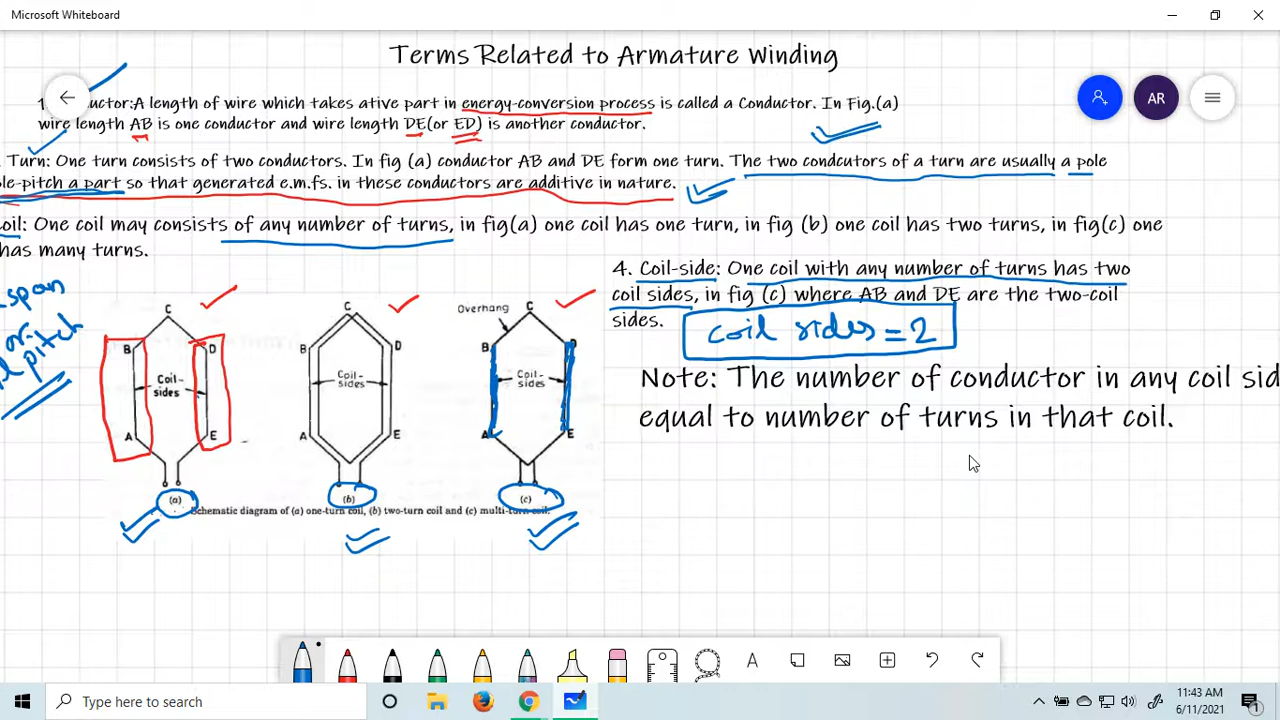 Microsoft Whiteboard
Terms Related to Armature Winding
1. ductor:A length of wire which takes ative part in energy-conversion process is called a Conductor. In Fig.(a)
wire length AB is one conductor and wire length DE(or ED) is another conductor.
AR
. Turn: One turn consists of two conductors. In fig (a) conductor AB and DE form one turn. The two condcutors of a turn are usually a pole
le-pitch a part so that generated e.m.fs. in these conductors are additive in nature.
oil: One coil may consists of any number of turns, in fig(a) one coil has one turn, in fig (b) one coil has two turns, in fig(c) one
has many turns.
4. Coil-side: One coil with any number of turns has two
coil sides, in fig (c) where AB and DE are the two-coil
sides.
coil sides = 2
Note: The number of conductor in any coil sid
equal to number of turns in that coil.
span
or
pitch
C
B
D
Coil-
sides
A
E
(a)
C
B
D
Coil-
sides
A
E
(b)
Overhang
C
B
D
Coil-
sides
A
E
(c)
Schematic diagram of (a) one-turn coil, (b) two-turn coil and (c) multi-turn coil.
A
Type here to search
11:43 AM
6/11/2021
1